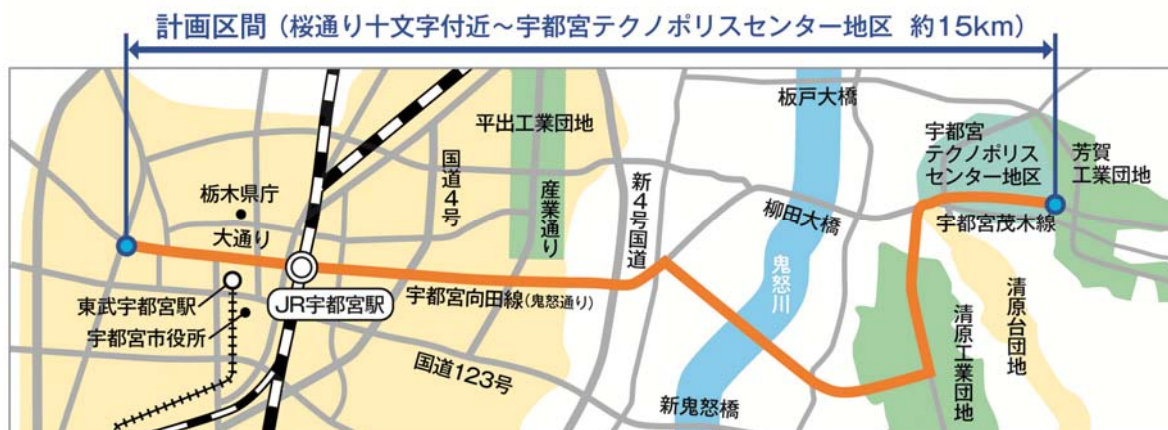 計画区間（桜通り十文字付近～宇都宮テクノポリスセンター地区 約15km）
板戸大橋
平出工業団地
宇都宮
テクノポリス
センター地区
芳賀
工業団地
国道4号
産業通り
新4号国道
栃木県庁
大通り
柳田大橋
宇都宮茂木線
鬼怒川
東武宇都宮駅
JR宇都宮駅
宇都宮向田線(鬼怒通り)
宇都宮市役所
清原台団地
清原工業団地
国道123号
新鬼怒橋